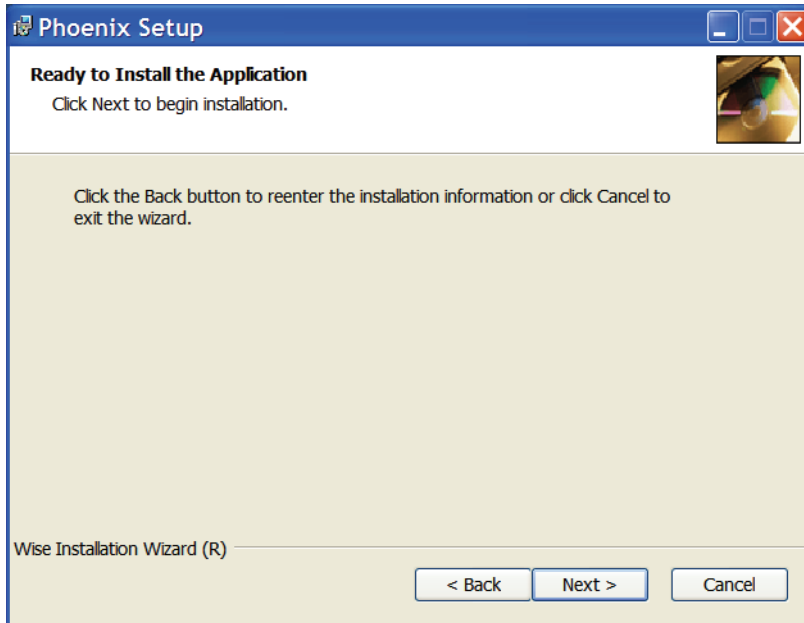 Phoenix Setup
Ready to Install the Application
Click Next to begin installation.
Click the Back button to reenter the installation information or click Cancel to
exit the wizard.
Wise Installation Wizard (R)
< Back
Next >
Cancel